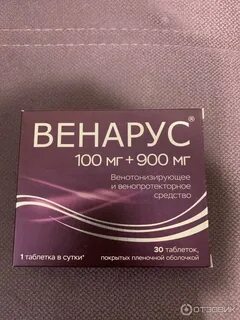 ВЕНАРУС®
100 мг + 900 мг
Венотонизирующее
и венопротекторное
средство
1 таблетка в сутки*
30 таблеток,
покрытых пленочной оболочкой
ОТЗОВИК